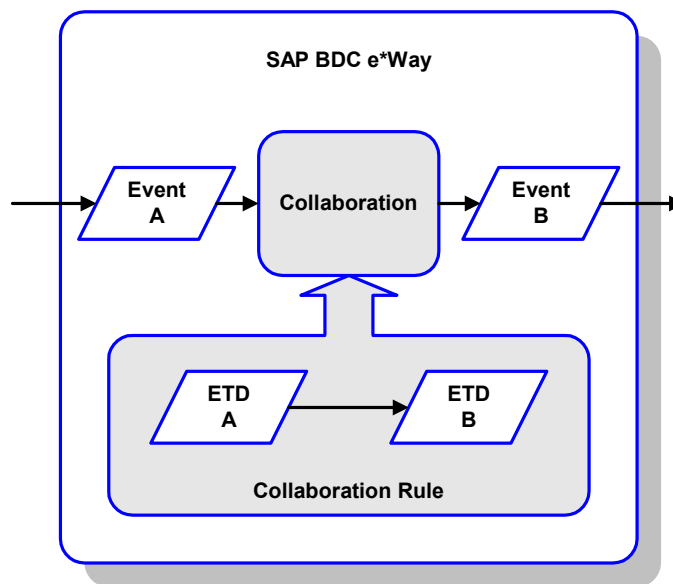 SAP BDC e*Way
Event
A
Collaboration
Event
B
ETD
A
ETD
B
Collaboration Rule